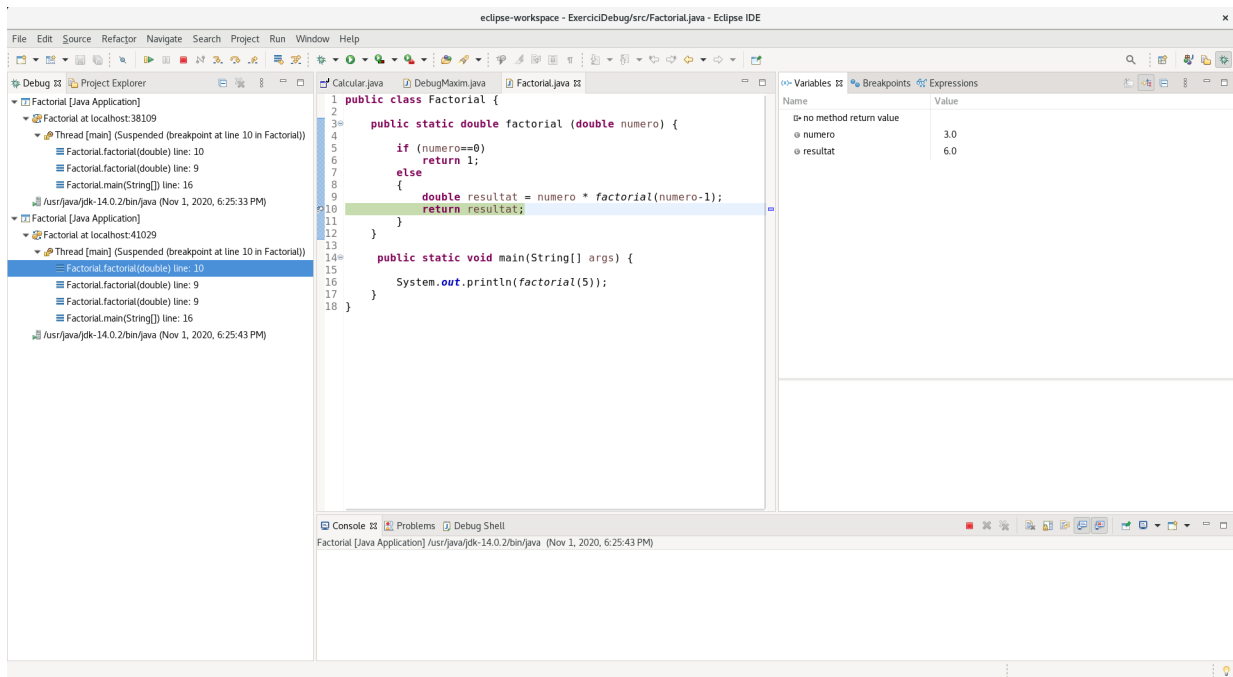 eclipse-workspace - ExerciciDebug/src/Factorial.java - Eclipse IDE
File Edit Source Refactor Navigate Search Project Run Window Help
Debug Project Explorer
Factorial [Java Application]
Factorial at localhost:38109
Thread [main] (Suspended (breakpoint at line 10 in Factorial))
Factorial.factorial(double) line: 10
Factorial.factorial(double) line: 9
Factorial.main(String[]) line: 16
/usr/java/jdk-14.0.2/bin/java (Nov 1, 2020, 6:25:33 PM)
Factorial [Java Application]
Factorial at localhost:41029
Thread [main] (Suspended (breakpoint at line 10 in Factorial))
Factorial.factorial(double) line: 10
Factorial.factorial(double) line: 9
Factorial.factorial(double) line: 9
Factorial.main(String[]) line: 16
/usr/java/jdk-14.0.2/bin/java (Nov 1, 2020, 6:25:43 PM)
Calcular.java DebugMaxim.java Factorial.java
1 public class Factorial {
2
3 public static double factorial (double numero) {
4
5 if (numero==0)
6 return 1;
7 else
8 {
9 double resultat = numero * factorial(numero-1);
10 return resultat;
11 }
12 }
13
14 public static void main(String[] args) {
15
16 System.out.println(factorial(5));
17 }
18 }
Variables Breakpoints Expressions
Name Value
no method return value
numero 3.0
resultat 6.0
Console Problems Debug Shell
Factorial [Java Application] /usr/java/jdk-14.0.2/bin/java (Nov 1, 2020, 6:25:43 PM)